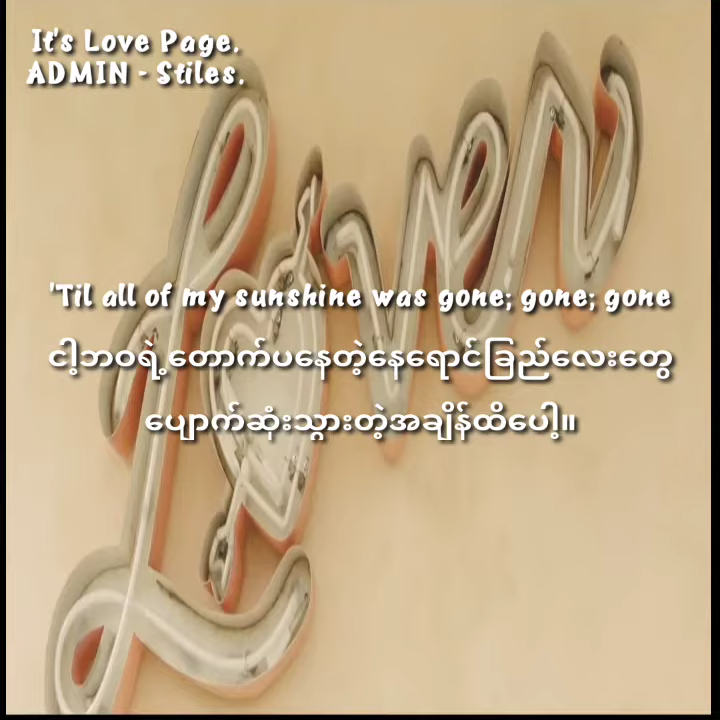 It's Love Page.
ADMIN - Stiles.
Lover
'Til all of my sunshine was gone; gone; gone
ငါ့ဘဝရဲ့တောက်ပနေတဲ့နေရောင်ခြည်လေးတွေ
ပျောက်ဆုံးသွားတဲ့အချိန်ထိပေါ့။